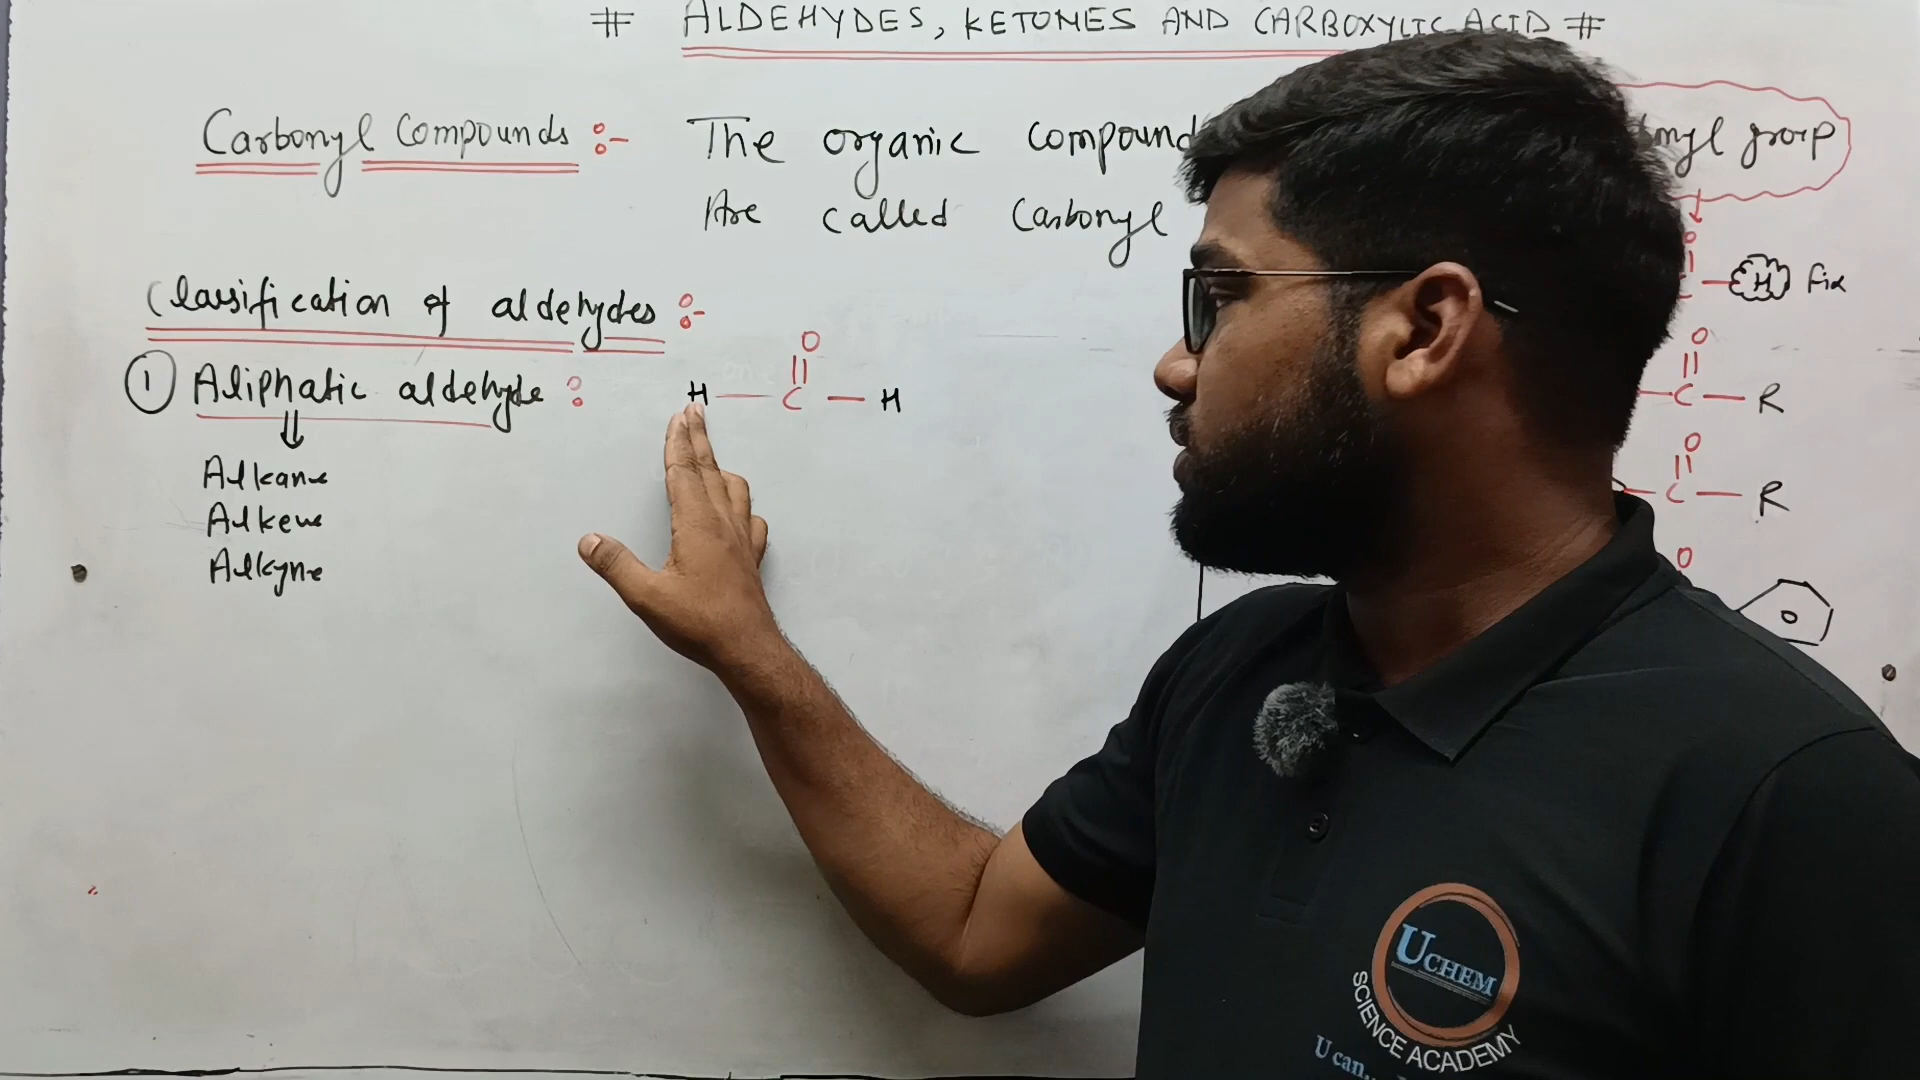 # ALDEHYDES, KETONES AND CARBOXYLIC ACID #
Carbonyl Compounds :- The organic compound group
Are called Carbonyl
Classification of aldehydes :-
① Aliphatic aldehyde :
Alkane
Alkene
Alkyne
O
H — C — H
O
H Fix
O
C — R
O
C — R
O
UCHEM
SCIENCE ACADEMY
U can..